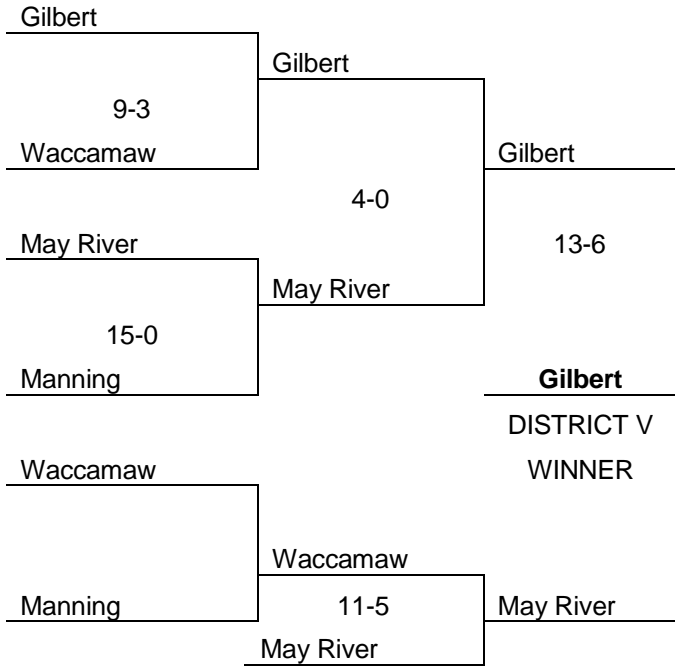 Gilbert
Gilbert
9-3
Waccamaw
Gilbert
4-0
May River
13-6
May River
15-0
Manning
Gilbert
DISTRICT V
WINNER
Waccamaw
Waccamaw
Manning
11-5
May River
May River